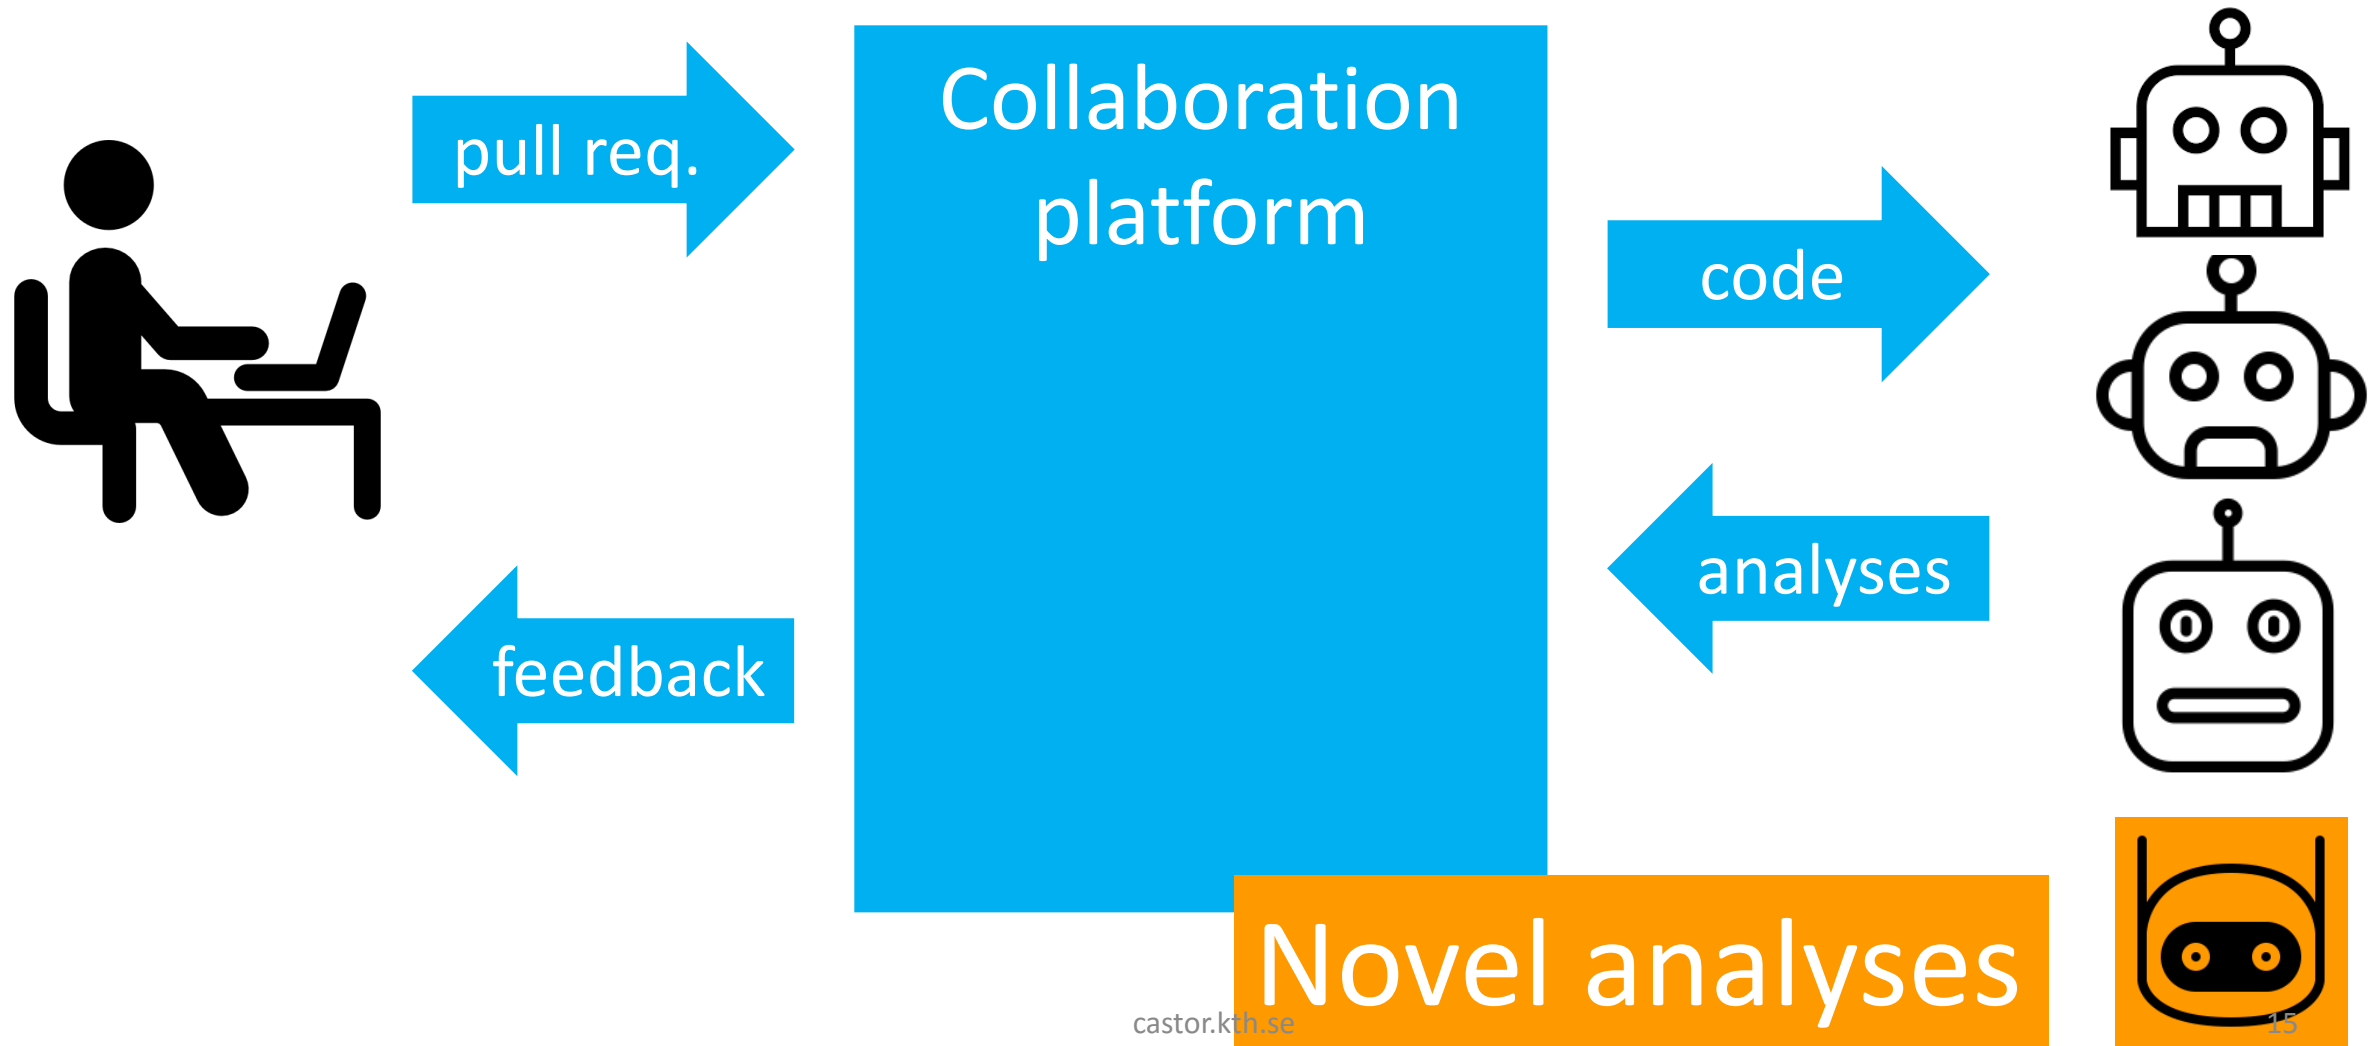 pull req.
Collaboration
platform
code
analyses
feedback
Novel analyses
castor.kth.se
15